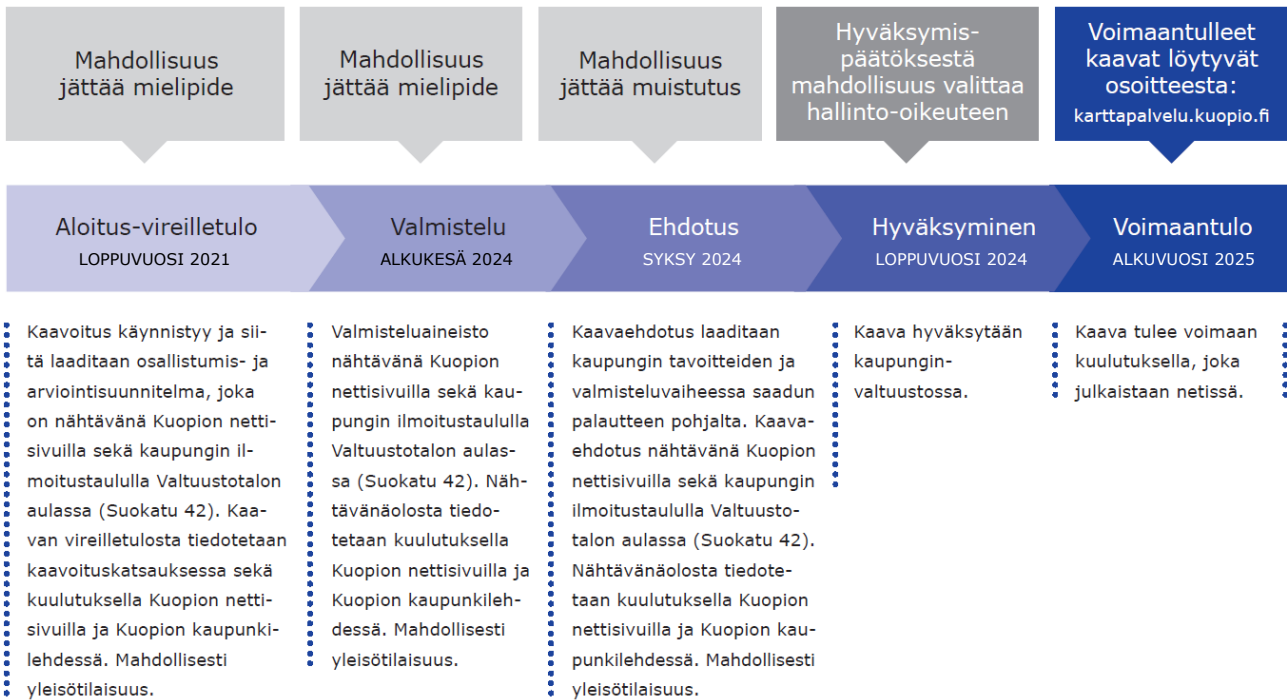 Mahdollisuus
jättää mielipide
Mahdollisuus
jättää mielipide
Mahdollisuus
jättää muistutus
Hyväksymis-
päätöksestä
mahdollisuus valittaa
hallinto-oikeuteen
Voimaantulleet
kaavat löytyvät
osoitteesta:
karttapalvelu.kuopio.fi
Aloitus-vireilletulo
LOPPUVUOSI 2021
Valmistelu
ALKUKESÄ 2024
Ehdotus
SYKSY 2024
Hyväksyminen
LOPPUVUOSI 2024
Voimaantulo
ALKUVUOSI 2025
Kaavoitus käynnistyy ja sii-
tä laaditaan osallistumis- ja
arviointisuunnitelma, joka
on nähtävänä Kuopion netti-
sivuilla sekä kaupungin il-
moitustaululla Valtuustotalon
aulassa (Suokatu 42). Kaa-
van vireilletulosta tiedotetaan
kaavoituskatsauksessa sekä
kuulutuksella Kuopion netti-
sivuilla ja Kuopion kaupunki-
lehdessä. Mahdollisesti
yleisötilaisuus.
Valmisteluaineisto
nähtävänä Kuopion
nettisivuilla sekä kau-
pungin ilmoitustaululla
Valtuustotalon aulas-
sa (Suokatu 42). Näh-
tävänäolosta tiedo-
tetaan kuulutuksella
Kuopion nettisivuilla ja
Kuopion kaupunkileh-
dessä. Mahdollisesti
yleisötilaisuus.
Kaavaehdotus laaditaan
kaupungin tavoitteiden ja
valmisteluvaiheessa saadun
palautteen pohjalta. Kaava-
ehdotus nähtävänä Kuopion
nettisivuilla sekä kaupungin
ilmoitustaululla Valtuusto-
talon aulassa (Suokatu 42).
Nähtävänäolosta tiedote-
taan kuulutuksella Kuopion
nettisivuilla ja Kuopion kau-
punkilehdessä. Mahdollisesti
yleisötilaisuus.
Kaava hyväksytään
kaupungin-
valtuustossa.
Kaava tulee voimaan
kuulutuksella, joka
julkaistaan netissä.